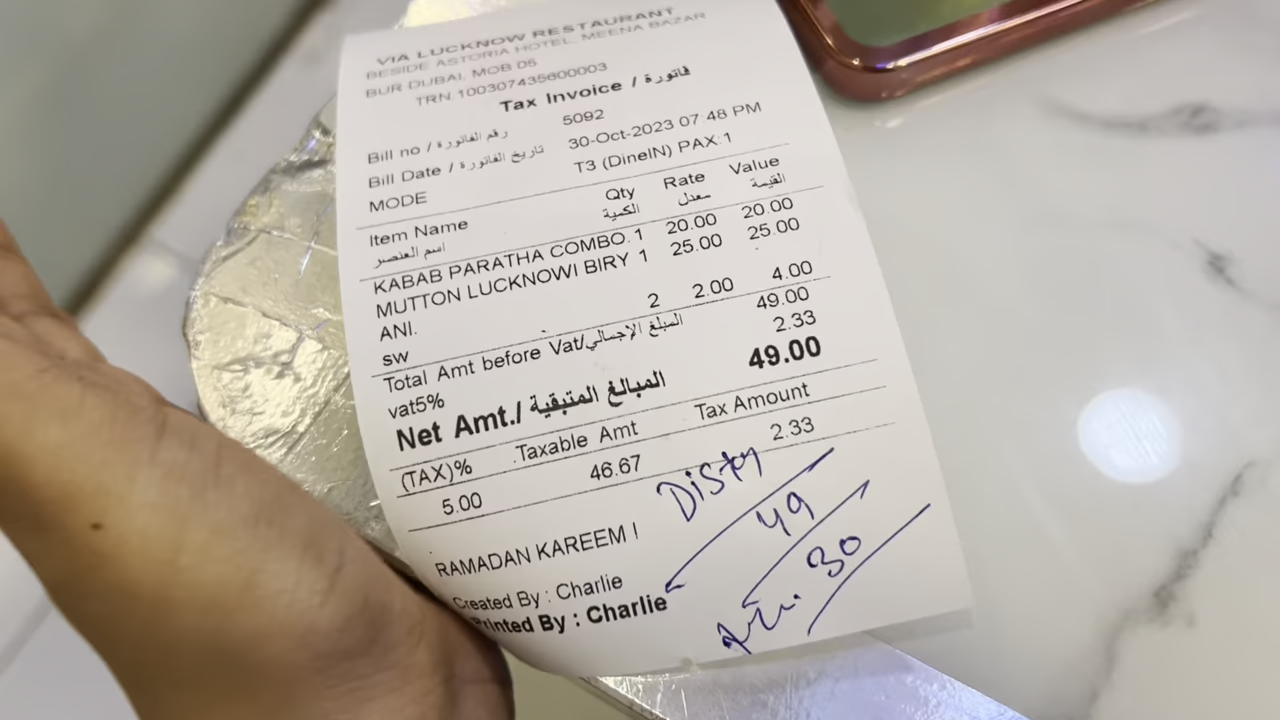 VIA LUCKNOW RESTAURANT
BESIDE ASTORIA HOTEL, MEENA BAZAR
BUR DUBAI, MOB 05
TRN.100307435600003
Tax Invoice / فاتورة
Bill no / رقم الفاتورة 5092
Bill Date / تاريخ الفاتورة 30-Oct-2023 07:48 PM
MODE T3 (DineIN) PAX:1
Item Name Qty Rate Value
اسم العنصر الكمية معدل القيمة
KABAB PARATHA COMBO. 1 20.00 20.00
MUTTON LUCKNOWI BIRY 1 25.00 25.00
ANI.
sw 2 2.00 4.00
Total Amt before Vat/المبلغ الإجمالي 49.00
vat5% 2.33
Net Amt./ المبالغ المتبقية 49.00
(TAX)% Taxable Amt Tax Amount
5.00 46.67 2.33
Disty
49
30
RAMADAN KAREEM !
Created By : Charlie
Printed By : Charlie